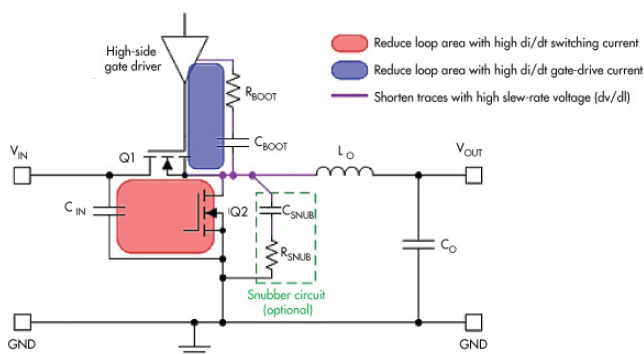 High-side
gate driver
Reduce loop area with high di/dt switching current
Reduce loop area with high di/dt gate-drive current
Shorten traces with high slew-rate voltage (dv/dl)
RBOOT
CBOOT
VIN
Q1
LO
VOUT
CIN
Q2
CSNUB
RSNUB
CO
Snubber circuit
(optional)
GND
GND